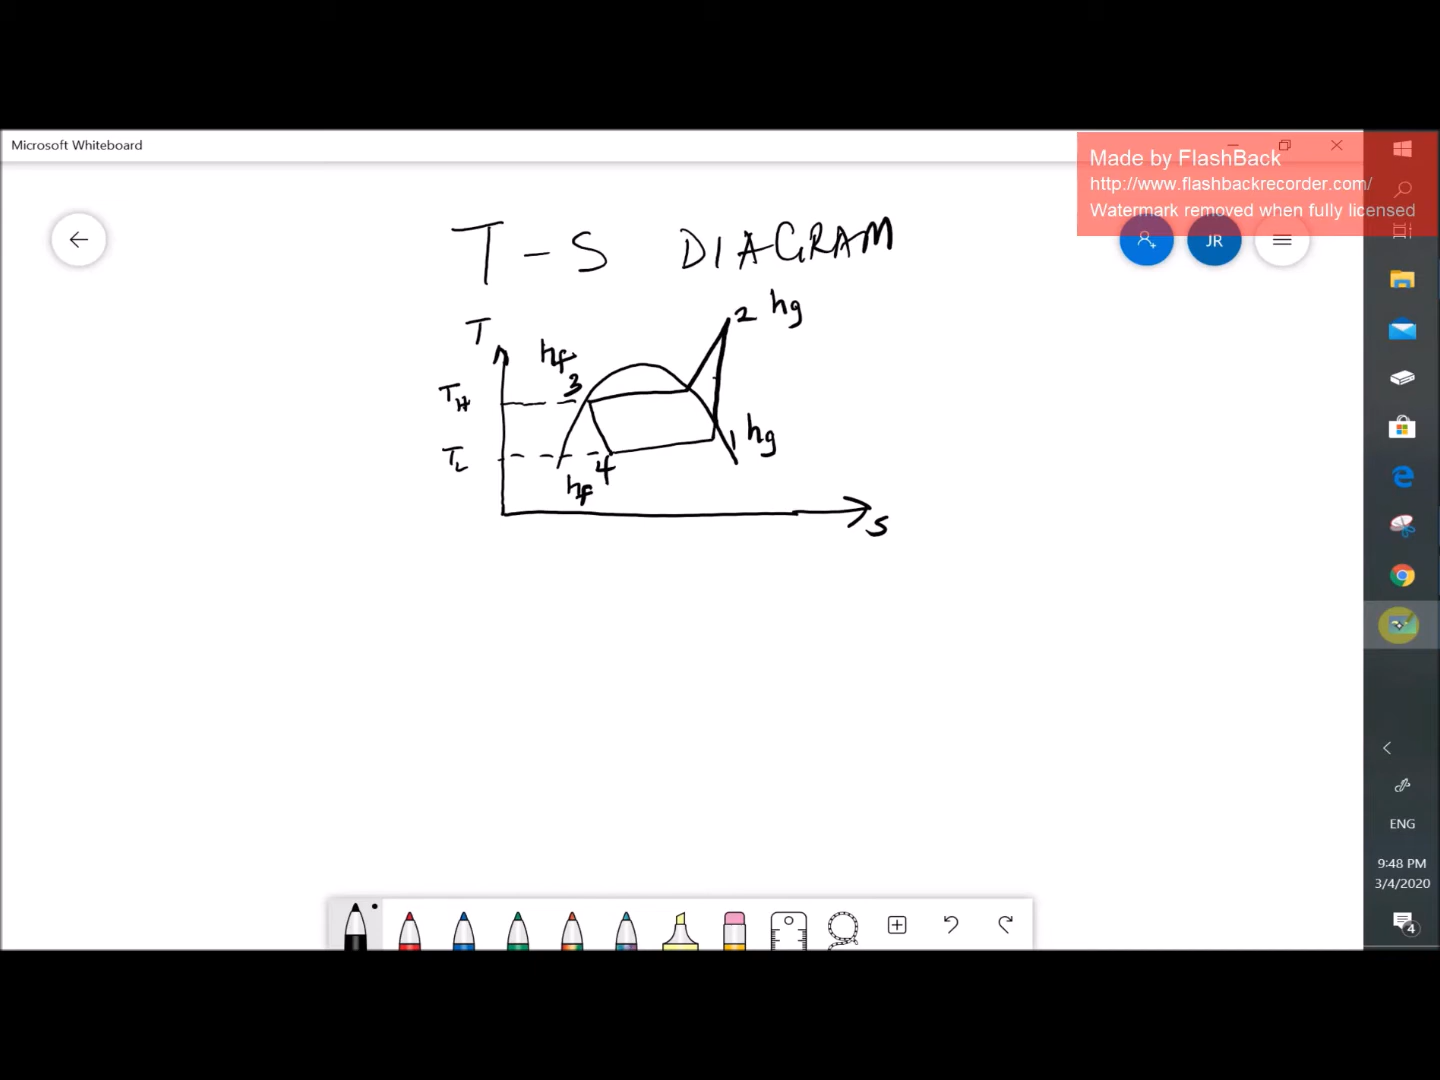 Microsoft Whiteboard
Made by FlashBack
http://www.flashbackrecorder.com/
Watermark removed when fully licensed
JR
T - S DIAGRAM
T
2 hg
hf
3
TH
1 hg
TL
4
hf
S
ENG
9:48 PM
3/4/2020
4